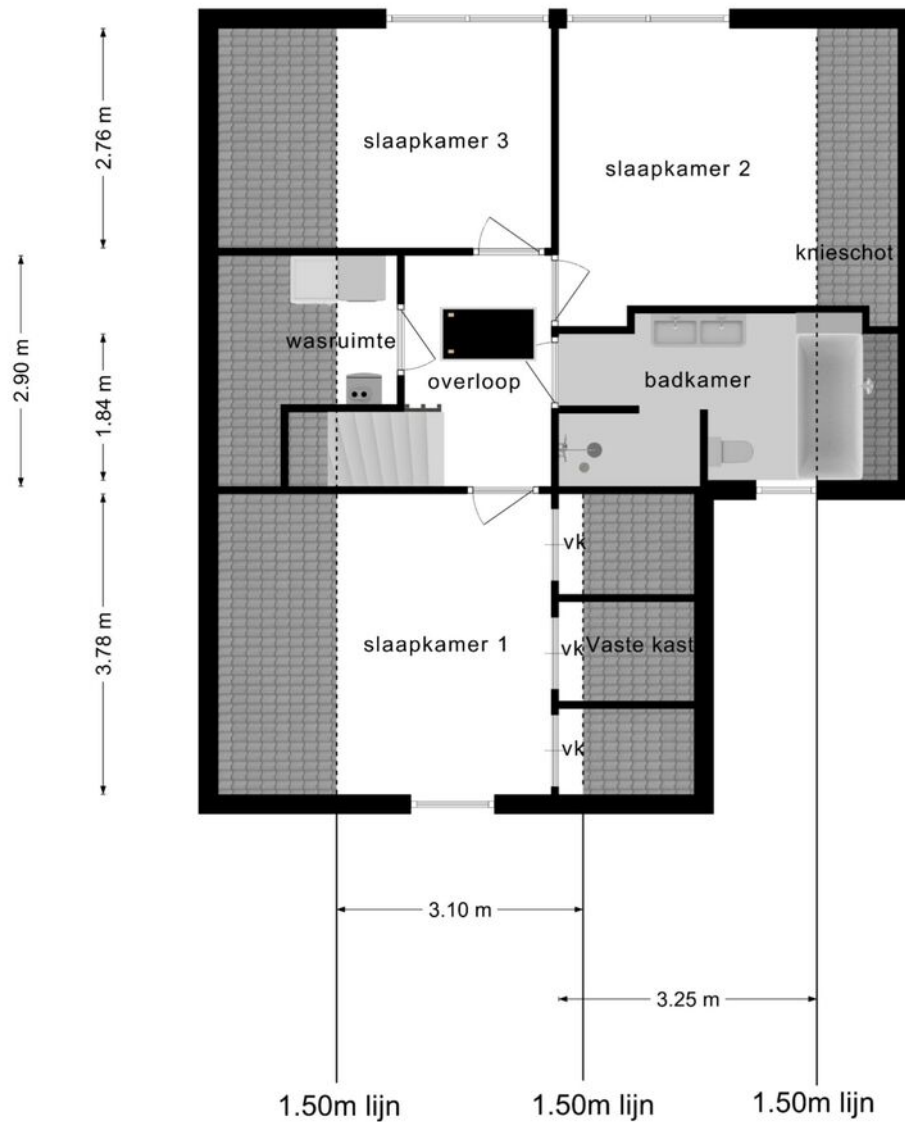 2.76 m
slaapkamer 3
slaapkamer 2
knieschot
2.90 m
wasruimte
1.84 m
overloop
badkamer
3.78 m
vk
slaapkamer 1
vk
Vaste kast
vk
3.10 m
3.25 m
1.50m lijn
1.50m lijn
1.50m lijn